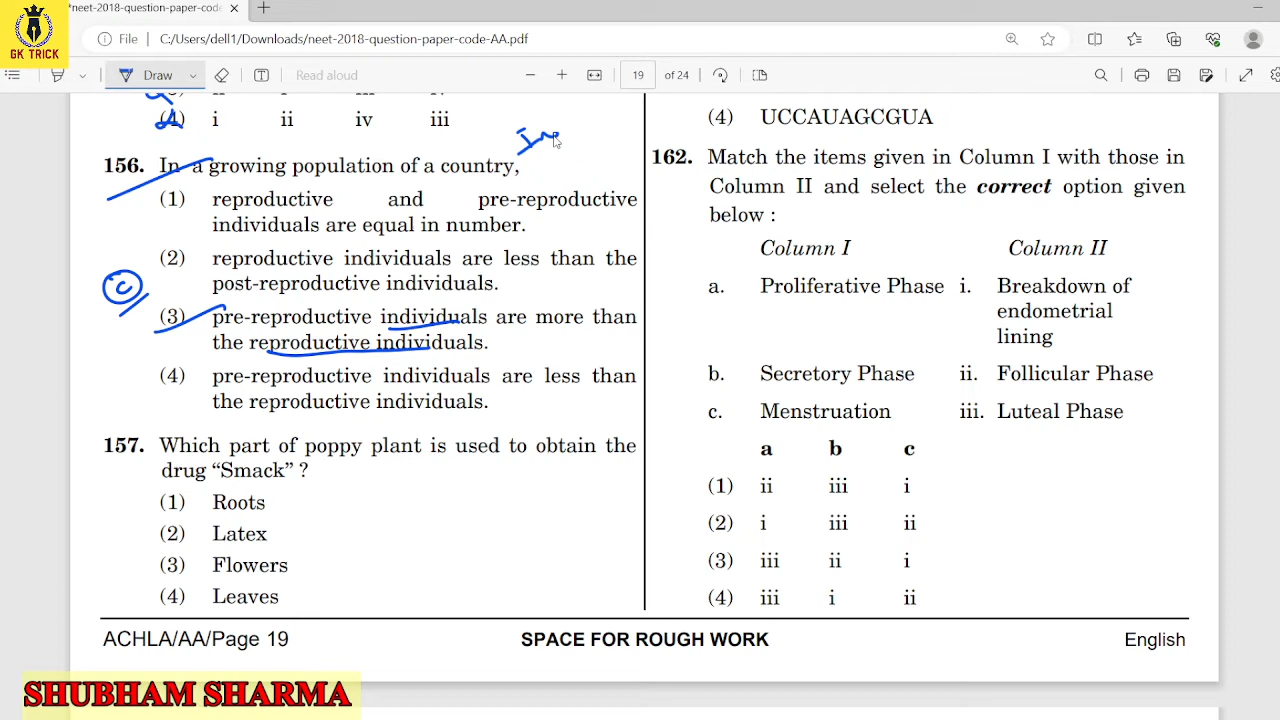 *neet-2018-question-paper-code-
File C:/Users/dell1/Downloads/neet-2018-question-paper-code-AA.pdf
GK TRICK
Draw Read aloud 19 of 24
(4) i ii iv iii
156. In a growing population of a country,
(1) reproductive and pre-reproductive
individuals are equal in number.
(2) reproductive individuals are less than the
post-reproductive individuals.
C
(3) pre-reproductive individuals are more than
the reproductive individuals.
(4) pre-reproductive individuals are less than
the reproductive individuals.
157. Which part of poppy plant is used to obtain the
drug “Smack” ?
(1) Roots
(2) Latex
(3) Flowers
(4) Leaves
(4) UCCAUAGCGUA
162. Match the items given in Column I with those in
Column II and select the correct option given
below :
Column I Column II
a. Proliferative Phase i. Breakdown of
endometrial
lining
b. Secretory Phase ii. Follicular Phase
c. Menstruation iii. Luteal Phase
a b c
(1) ii iii i
(2) i iii ii
(3) iii ii i
(4) iii i ii
ACHLA/AA/Page 19 SPACE FOR ROUGH WORK English
SHUBHAM SHARMA